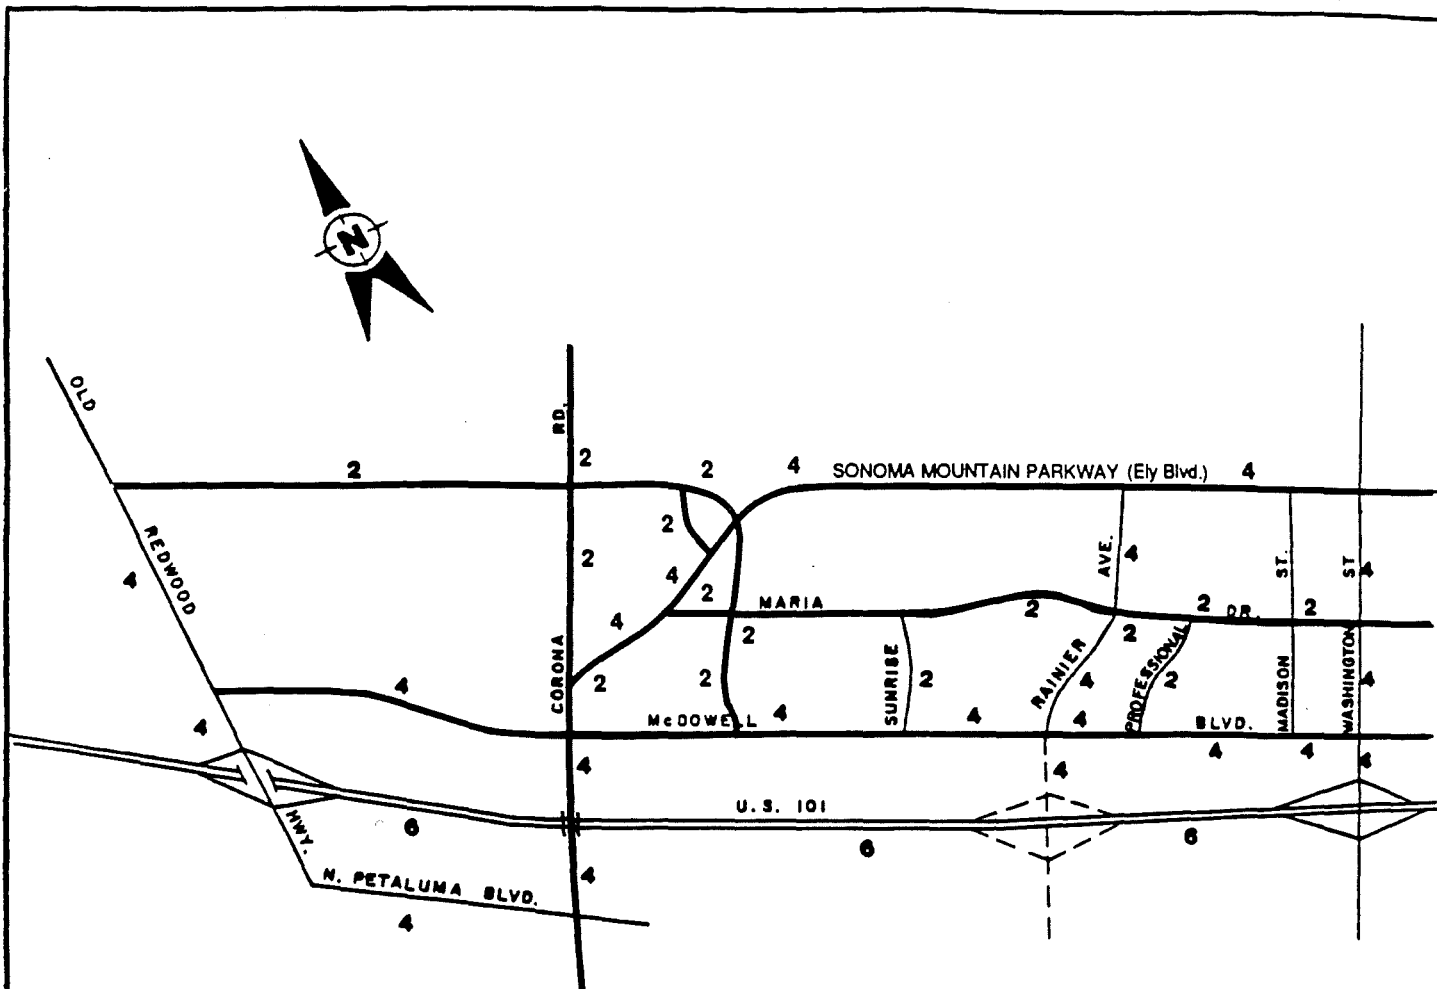 N
OLD
REDWOOD
HWY.
4
4
2
RD.
2
2
4
SONOMA MOUNTAIN PARKWAY (Ely Blvd.)
4
2
2
4
2
4
MARIA
2
2
DR.
2
AVE.
4
ST.
ST
4
CORONA
2
2
2
SUNRISE
2
RAINIER
4
2
PROFESSIONAL
2
MADISON
WASHINGTON
4
4
McDOWELL
4
4
4
BLVD.
4
4
4
4
4
U.S. 101
6
6
6
4
N. PETALUMA BLVD.
4